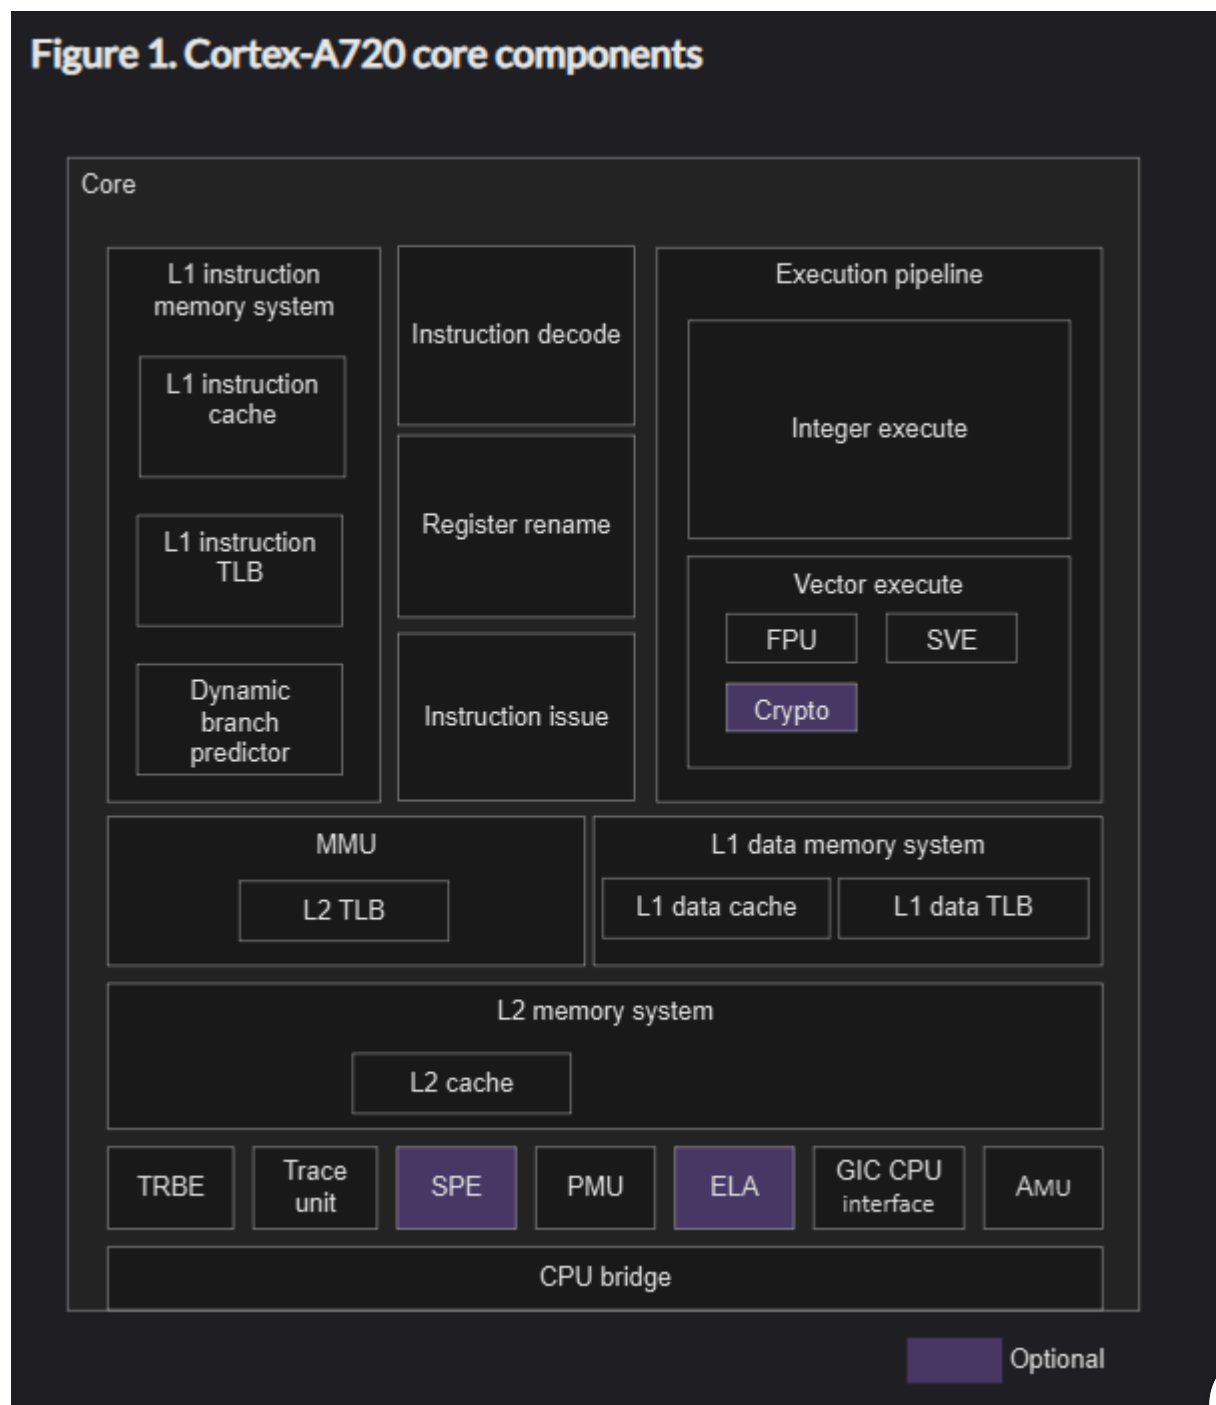 Figure 1. Cortex-A720 core components
Core
L1 instruction
memory system
L1 instruction
cache
L1 instruction
TLB
Dynamic
branch
predictor
Instruction decode
Register rename
Instruction issue
Execution pipeline
Integer execute
Vector execute
FPU
SVE
Crypto
MMU
L2 TLB
L1 data memory system
L1 data cache
L1 data TLB
L2 memory system
L2 cache
TRBE
Trace
unit
SPE
PMU
ELA
GIC CPU
interface
AMU
CPU bridge
Optional